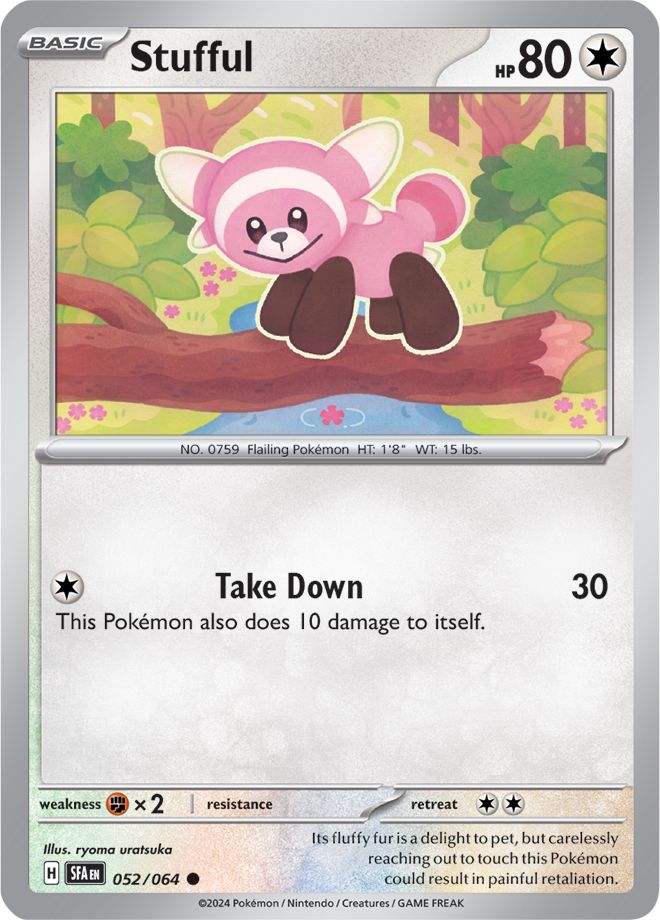 BASIC
Stufful
HP 80
NO. 0759 Flailing Pokémon HT: 1'8" WT: 15 lbs.
Take Down 30
This Pokémon also does 10 damage to itself.
weakness ×2 resistance retreat
Its fluffy fur is a delight to pet, but carelessly
reaching out to touch this Pokémon
could result in painful retaliation.
Illus. ryoma uratsuka
H SFA EN 052/064
©2024 Pokémon / Nintendo / Creatures / GAME FREAK